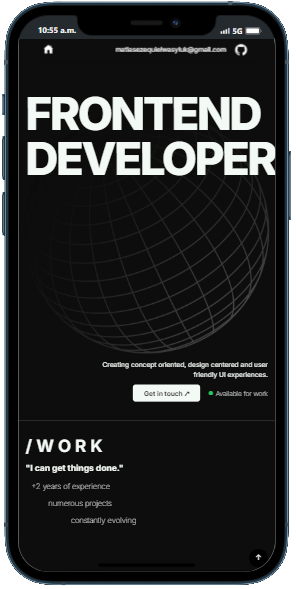 10:55 a.m.
5G
matiasezequielwasyluk@gmail.com
FRONTEND
DEVELOPER
Creating concept oriented, design centered and user
friendly UI experiences.
Get in touch ↗
Available for work
/WORK
"I can get things done."
+2 years of experience
numerous projects
constantly evolving